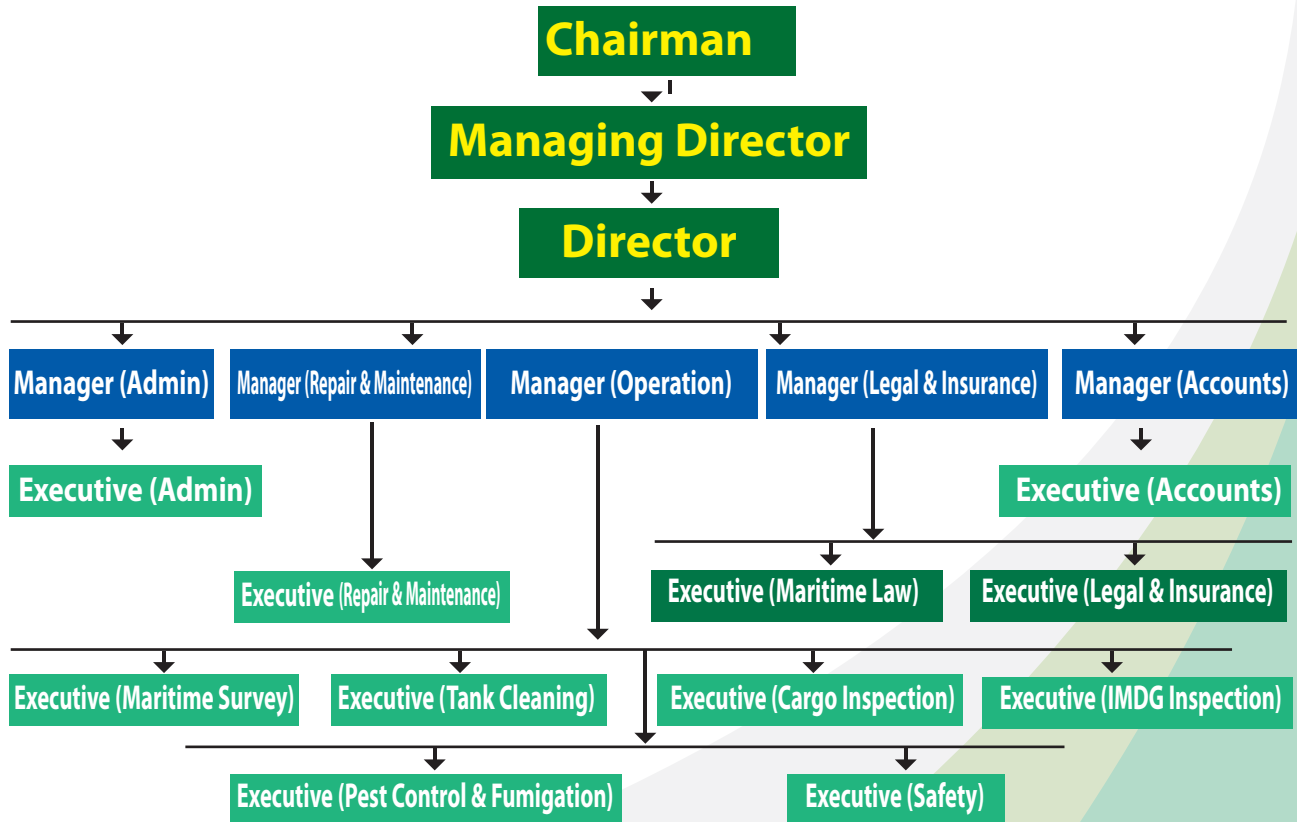 Chairman
Managing Director
Director
Manager (Admin)
Manager (Repair & Maintenance)
Manager (Operation)
Manager (Legal & Insurance)
Manager (Accounts)
Executive (Admin)
Executive (Accounts)
Executive (Repair & Maintenance)
Executive (Maritime Law)
Executive (Legal & Insurance)
Executive (Maritime Survey)
Executive (Tank Cleaning)
Executive (Cargo Inspection)
Executive (IMDG Inspection)
Executive (Pest Control & Fumigation)
Executive (Safety)